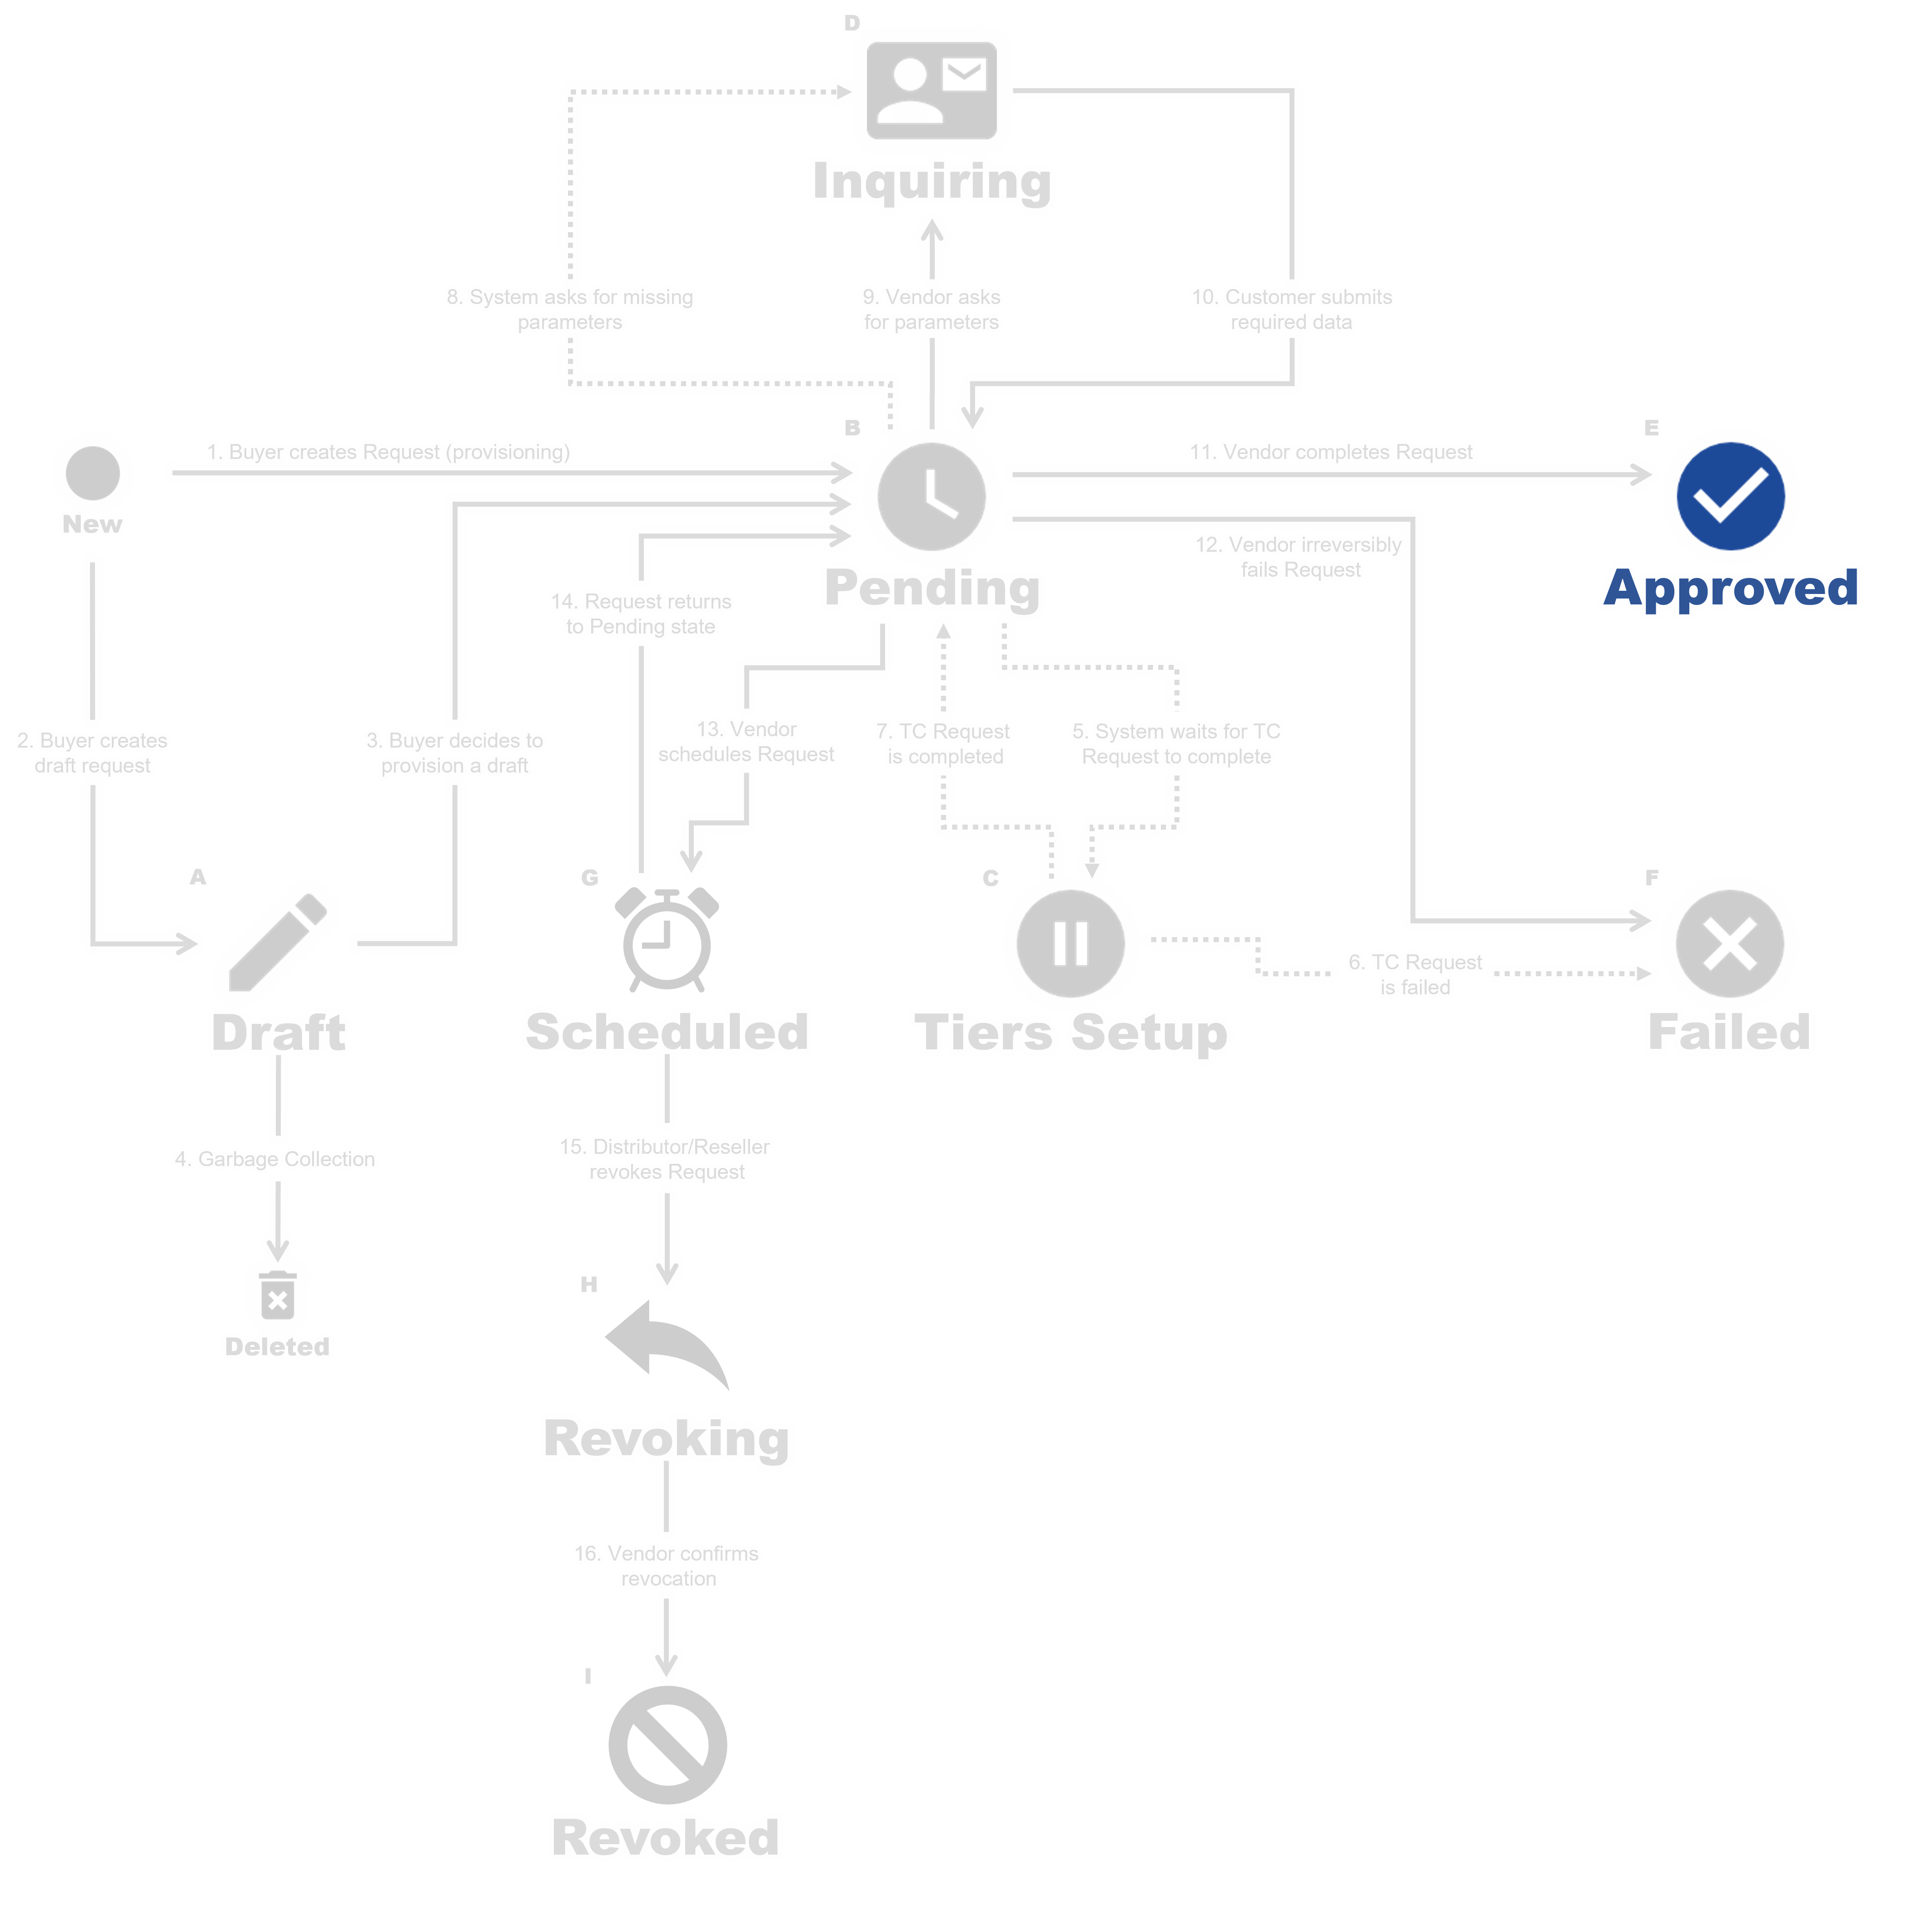 D
Inquiring
8. System asks for missing
parameters
9. Vendor asks
for parameters
10. Customer submits
required data
B
E
1. Buyer creates Request (provisioning)
11. Vendor completes Request
New
12. Vendor irreversibly
fails Request
Pending
Approved
14. Request returns
to Pending state
2. Buyer creates
draft request
3. Buyer decides to
provision a draft
13. Vendor
schedules Request
7. TC Request
is completed
5. System waits for TC
Request to complete
A
G
C
F
6. TC Request
is failed
Draft
Scheduled
Tiers Setup
Failed
4. Garbage Collection
15. Distributor/Reseller
revokes Request
H
Deleted
Revoking
16. Vendor confirms
revocation
I
Revoked